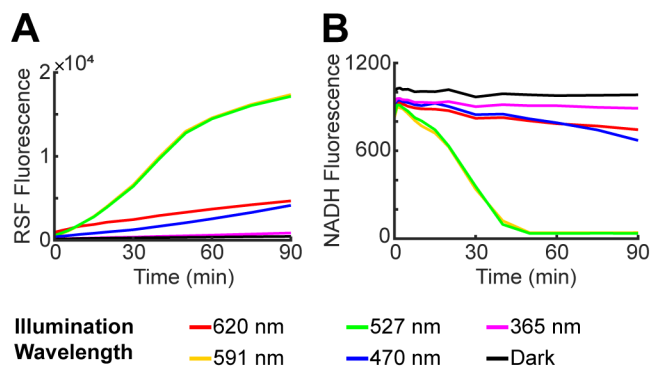 A
B
×10⁴
2
1
0
RSF Fluorescence
0 30 60 90
Time (min)
1200
600
0
NADH Fluorescence
0 30 60 90
Time (min)
Illumination
Wavelength
620 nm 527 nm 365 nm
591 nm 470 nm Dark